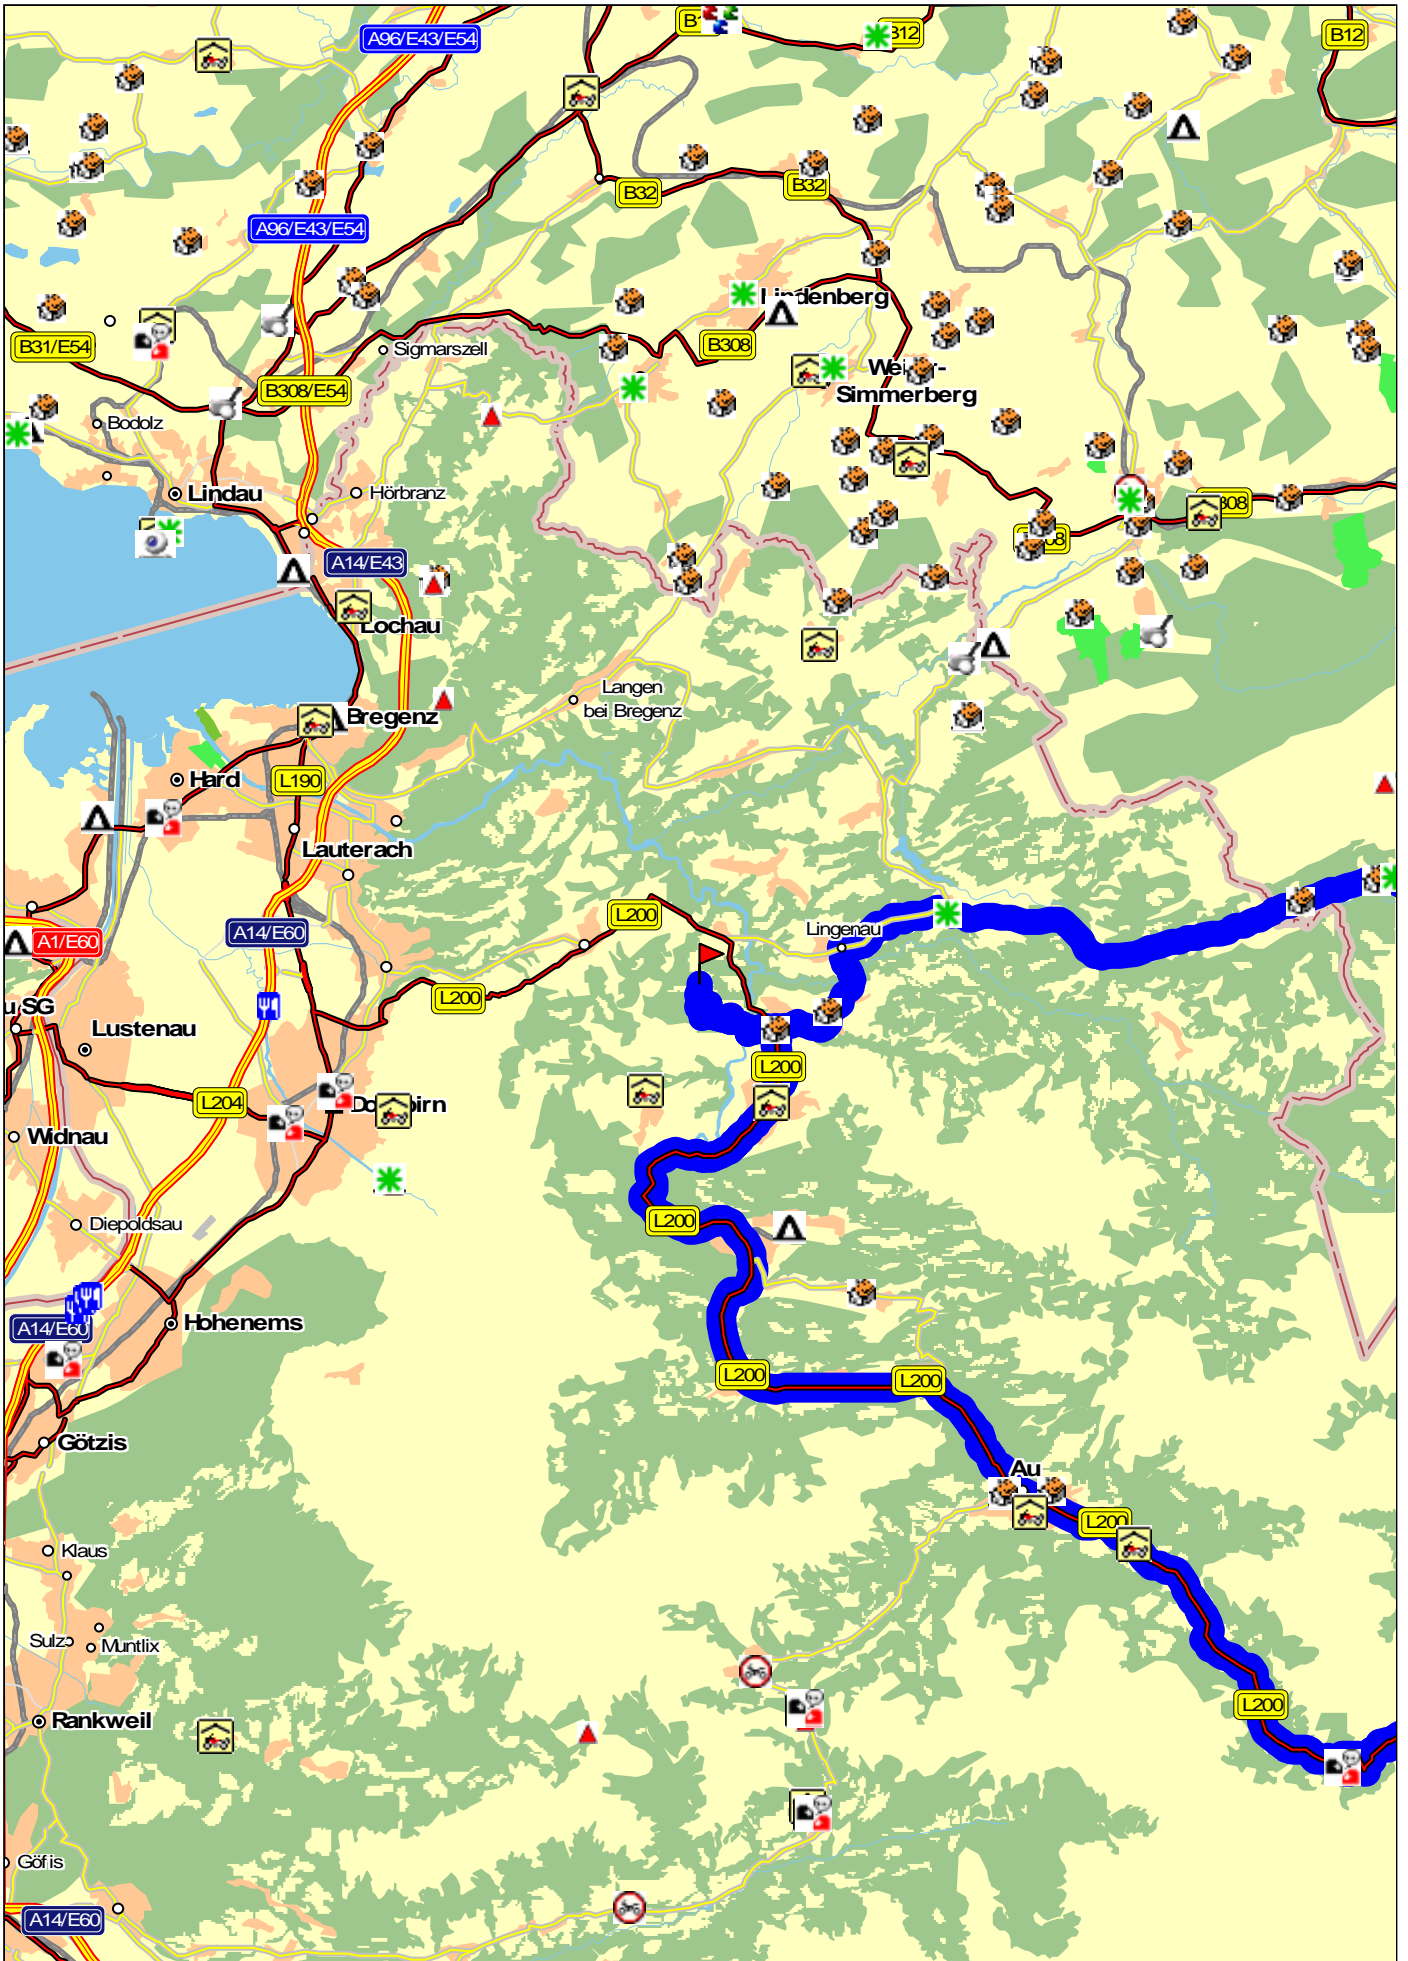 A96/E43/E54
B12
B12
B32
B32
A96/E43/E54
Lindenberg
B31/E54
Sigmarszell
B308
B308/E54
Simmerberg
Bodolz
Lindau
Hörbranz
B308
A14/E43
Lochau
Langen
bei Bregenz
Bregenz
Hard
L190
Lauterach
L200
A14/E60
Lingenau
A1/E60
L200
u SG
Lustenau
L200
L204
Dornbirn
Widnau
L200
Diepoldsau
A14/E60
Hohenems
L200
L200
Götzis
Au
L200
Klaus
Sulz
Muntlix
L200
Rankweil
Göfis
A14/E60